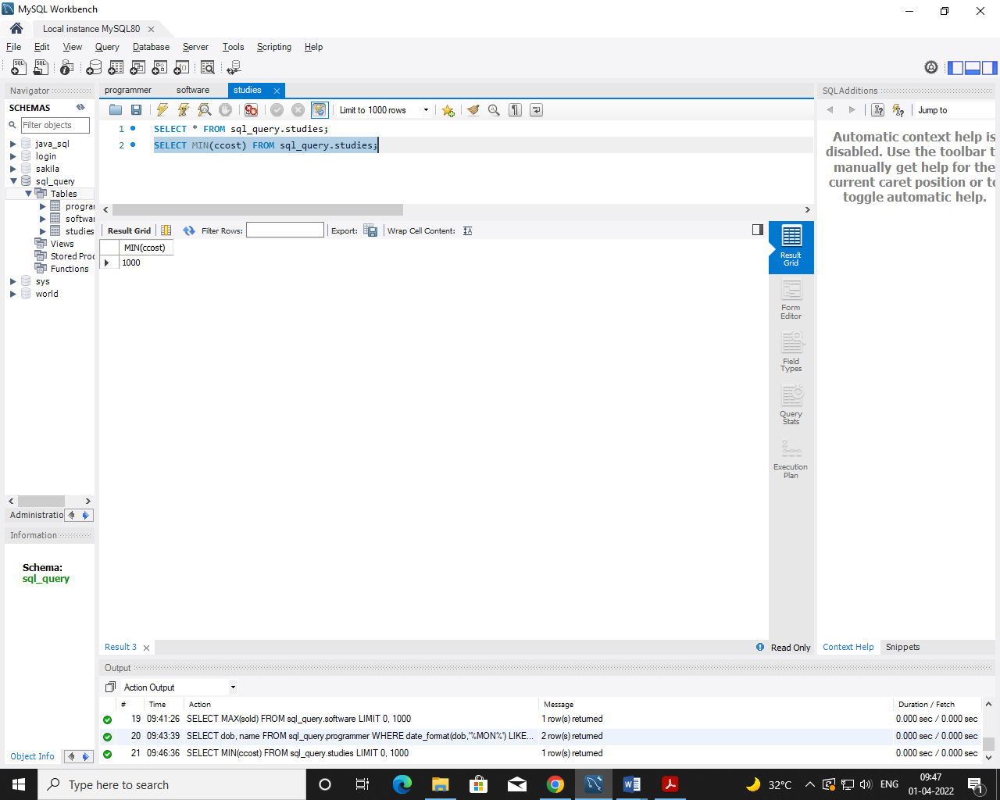 MySQL Workbench
Local instance MySQL80
File Edit View Query Database Server Tools Scripting Help
Navigator
SCHEMAS
Filter objects
java_sql
login
sakila
sql_query
Tables
program
softwar
studies
Views
Stored Proc
Functions
sys
world
Administratio
Information
Schema:
sql_query
Object Info
programmer software studies
Limit to 1000 rows
1 SELECT * FROM sql_query.studies;
2 SELECT MIN(ccost) FROM sql_query.studies;
Result Grid Filter Rows: Export: Wrap Cell Content:
MIN(ccost)
1000
Result Grid
Form Editor
Field Types
Query Stats
Execution Plan
Result 3
Read Only
SQLAdditions
Jump to
Automatic context help is
disabled. Use the toolbar t
manually get help for the
current caret position or to
toggle automatic help.
Context Help Snippets
Output
Action Output
# Time Action Message Duration / Fetch
19 09:41:26 SELECT MAX(sold) FROM sql_query.software LIMIT 0, 1000 1 row(s) returned 0.000 sec / 0.000 sec
20 09:43:39 SELECT dob, name FROM sql_query.programmer WHERE date_format(dob,'%MON%') LIKE... 2 row(s) returned 0.000 sec / 0.000 sec
21 09:46:36 SELECT MIN(ccost) FROM sql_query.studies LIMIT 0, 1000 1 row(s) returned 0.000 sec / 0.000 sec
Type here to search
32°C
ENG
09:47
01-04-2022
1